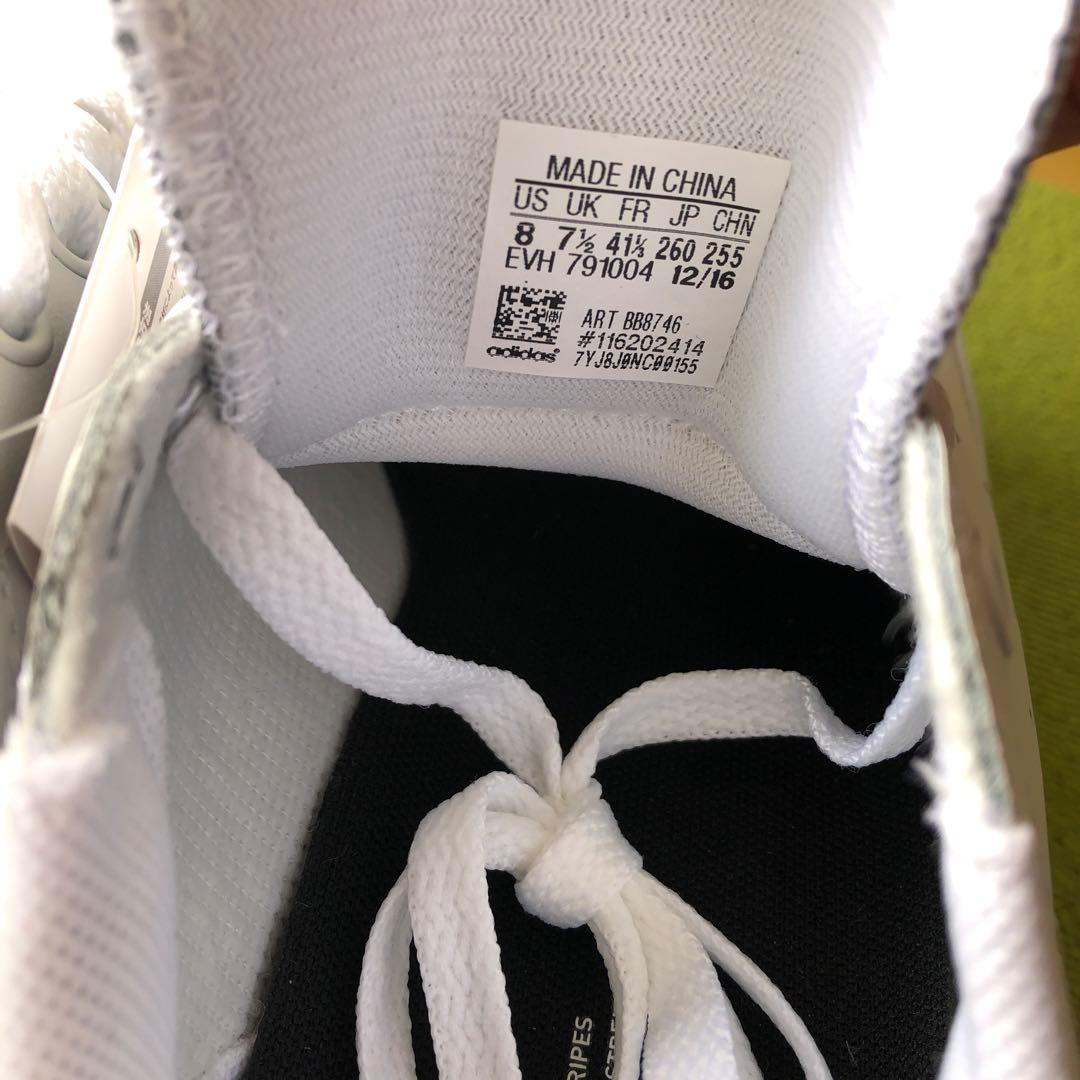 MADE IN CHINA
US UK FR JP CHN
8 7½ 41⅓ 260 255
EVH 791004 12/16
ART BB8746
#116202414
adidas®
7YJ8J0NC00155
RIPES